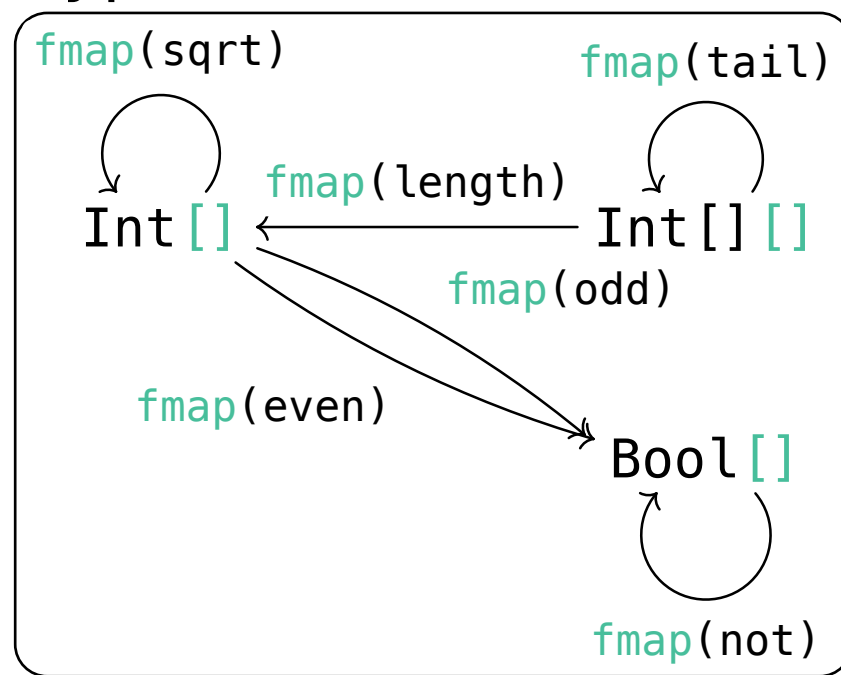 fmap(sqrt)
fmap(tail)
fmap(length)
Int[]
Int[][]
fmap(odd)
fmap(even)
Bool[]
fmap(not)